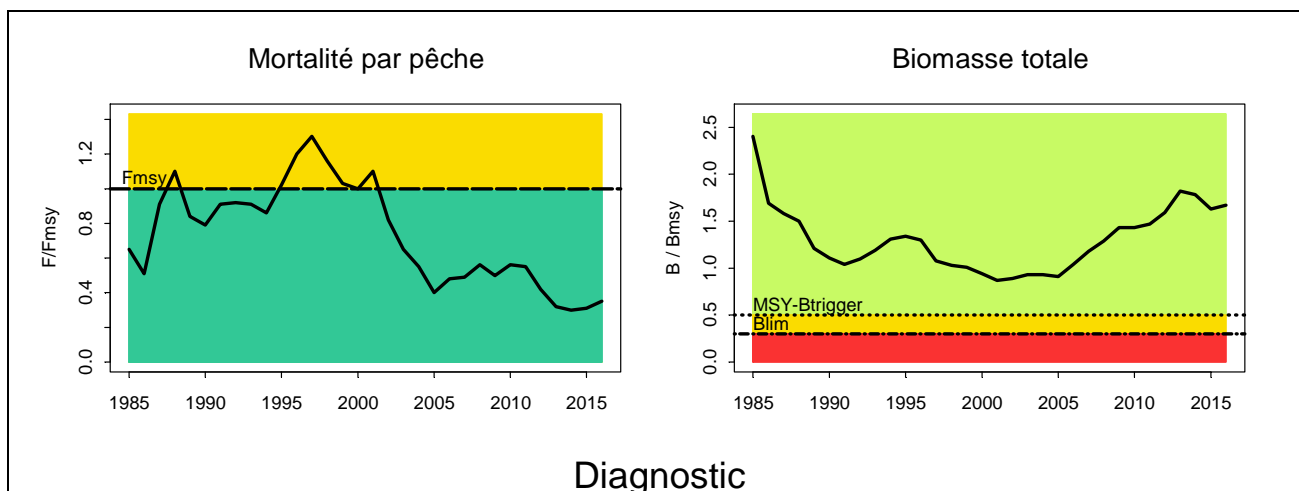 Mortalité par pêche
F/Fmsy
0.0 0.4 0.8 1.2
Fmsy
1985 1990 1995 2000 2005 2010 2015
Biomasse totale
B / Bmsy
0.0 0.5 1.0 1.5 2.0 2.5
MSY-Btrigger
Blim
1985 1990 1995 2000 2005 2010 2015
Diagnostic